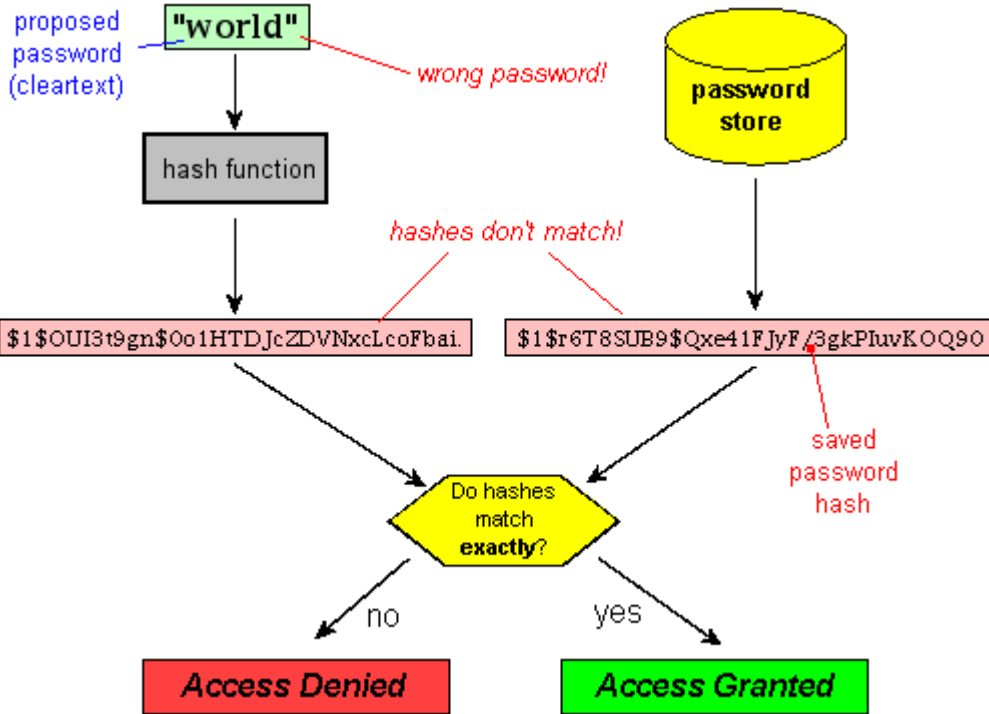 proposed
password
(cleartext)
"world"
wrong password!
password
store
hash function
hashes don't match!
$1$OUI3t9gn$0o1HTDJcZDVNxcLcoFbai.
$1$r6T8SUB9$Qxe41FJyF/3gkPIuvKOQ90
saved
password
hash
Do hashes
match
exactly?
no
yes
Access Denied
Access Granted